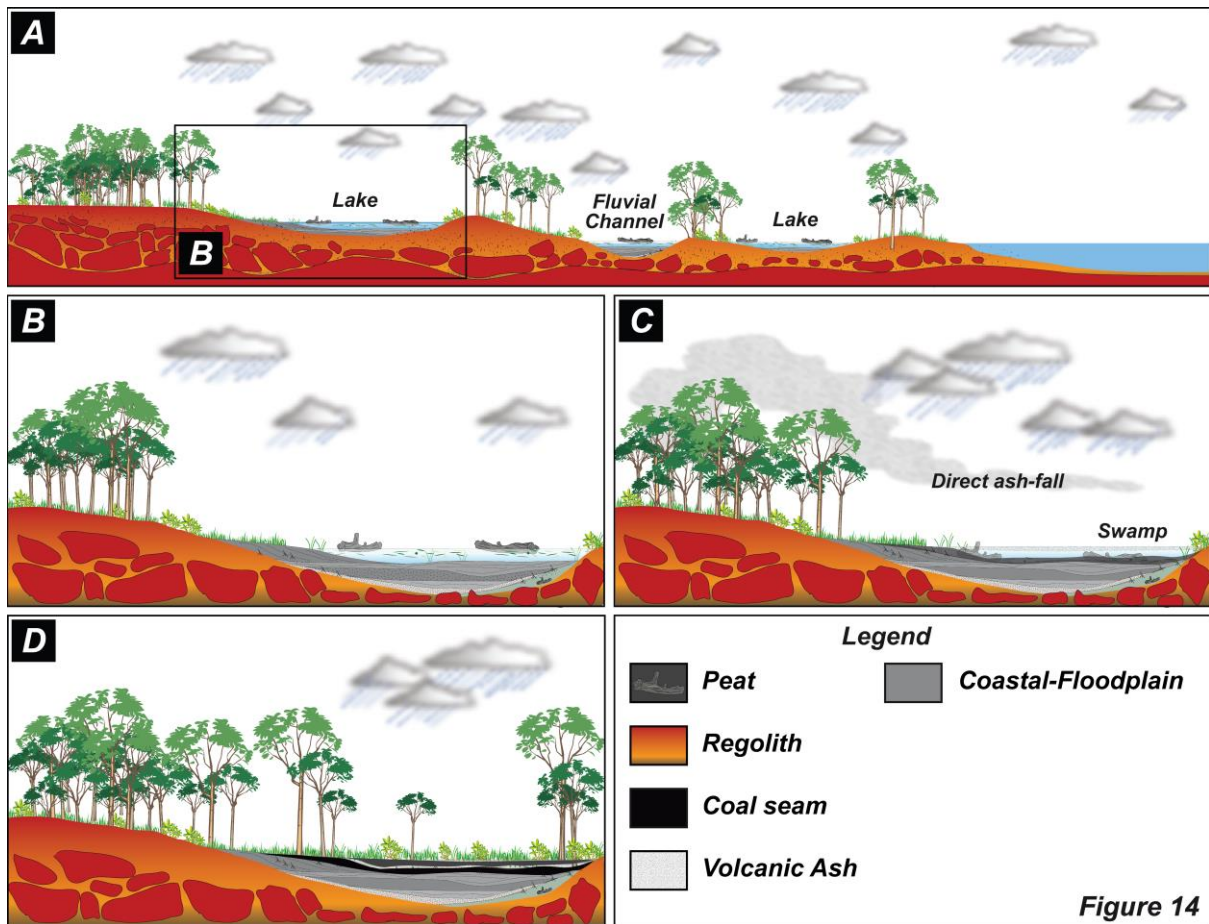 A
Lake
Fluvial
Channel
Lake
B
B
C
Direct ash-fall
Swamp
D
Legend
Peat
Coastal-Floodplain
Regolith
Coal seam
Volcanic Ash
Figure 14